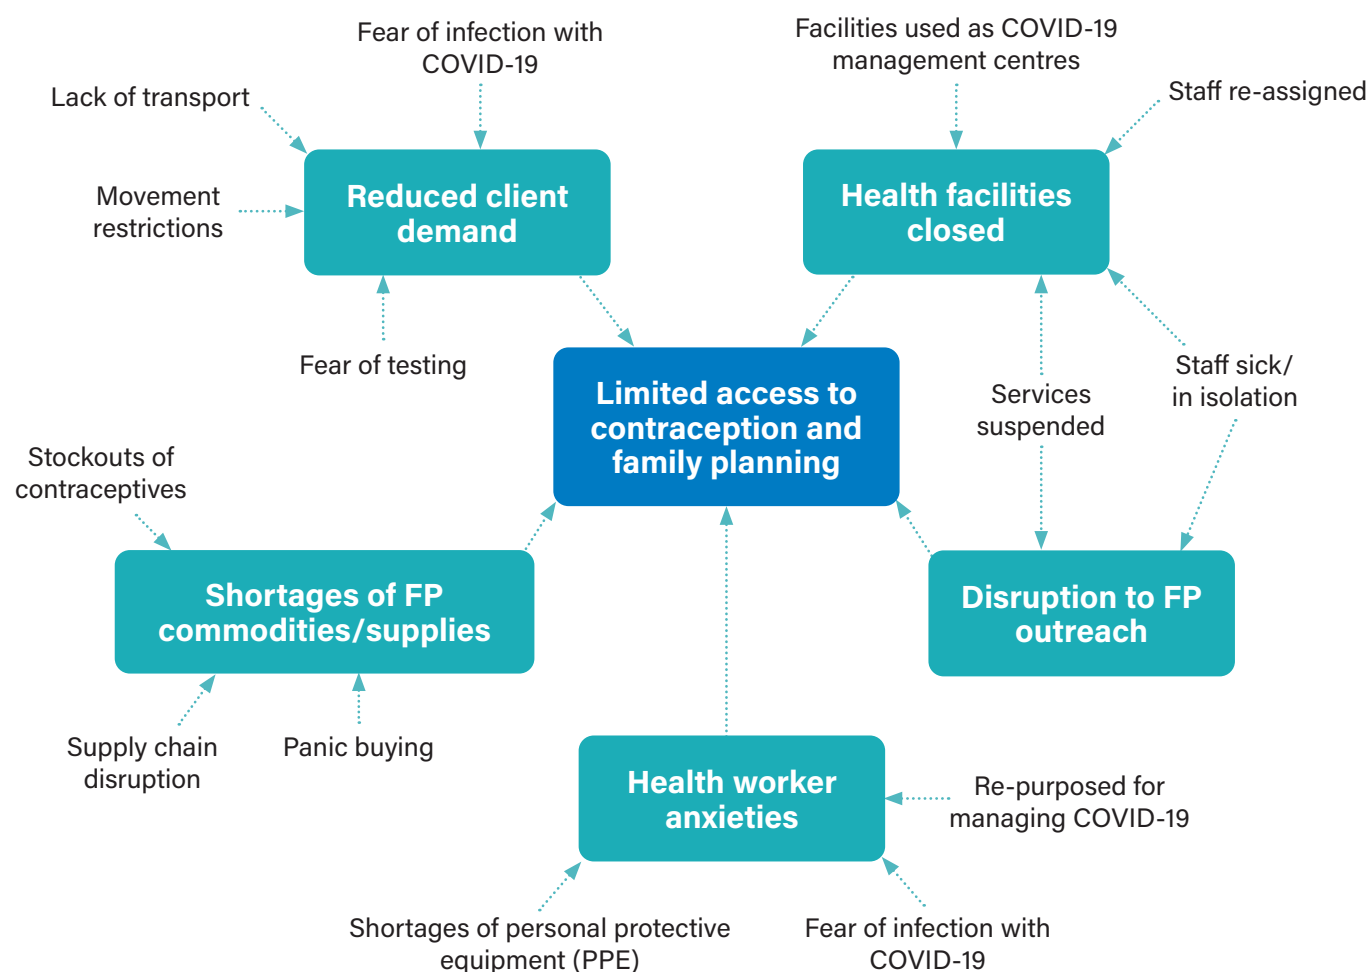 Fear of infection with
COVID-19
Facilities used as COVID-19
management centres
Lack of transport
Staff re-assigned
Movement
restrictions
Reduced client
demand
Health facilities
closed
Fear of testing
Limited access to
contraception and
family planning
Services
suspended
Staff sick/
in isolation
Stockouts of
contraceptives
Shortages of FP
commodities/supplies
Disruption to FP
outreach
Supply chain
disruption
Panic buying
Health worker
anxieties
Re-purposed for
managing COVID-19
Shortages of personal protective
equipment (PPE)
Fear of infection with
COVID-19